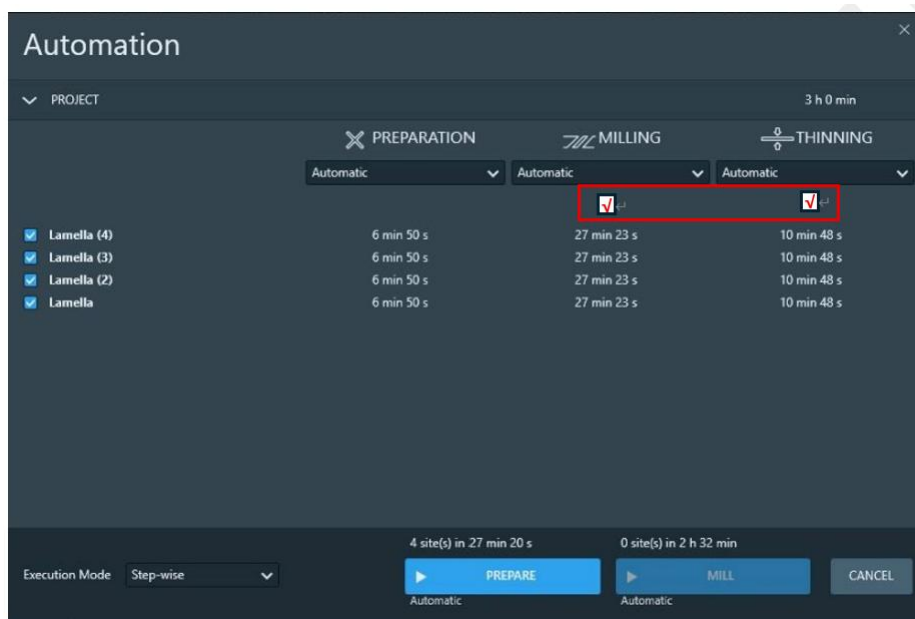 Automation
PROJECT 3 h 0 min
PREPARATION MILLING THINNING
Automatic Automatic Automatic
√↵ √↵
Lamella (4) 6 min 50 s 27 min 23 s 10 min 48 s
Lamella (3) 6 min 50 s 27 min 23 s 10 min 48 s
Lamella (2) 6 min 50 s 27 min 23 s 10 min 48 s
Lamella 6 min 50 s 27 min 23 s 10 min 48 s
4 site(s) in 27 min 20 s 0 site(s) in 2 h 32 min
Execution Mode Step-wise PREPARE MILL CANCEL
Automatic Automatic